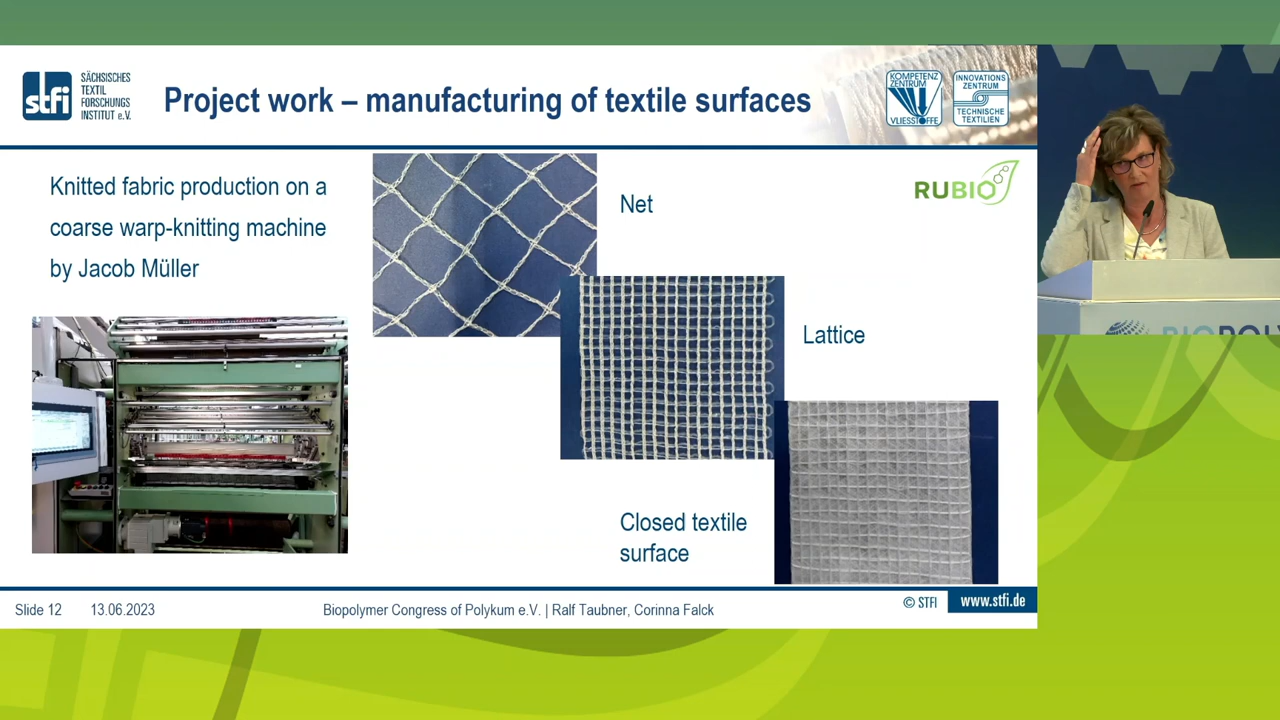 stfi
SÄCHSISCHES
TEXTIL
FORSCHUNGS
INSTITUT e.V.
Project work – manufacturing of textile surfaces
KOMPETENZ
ZENTRUM
VLIESSTOFFE
INNOVATIONS
ZENTRUM
TECHNISCHE
TEXTILIEN
Knitted fabric production on a
coarse warp-knitting machine
by Jacob Müller
Net
RUBIO
Lattice
Closed textile
surface
Slide 12
13.06.2023
Biopolymer Congress of Polykum e.V. | Ralf Taubner, Corinna Falck
© STFI
www.stfi.de
BIOPOLY